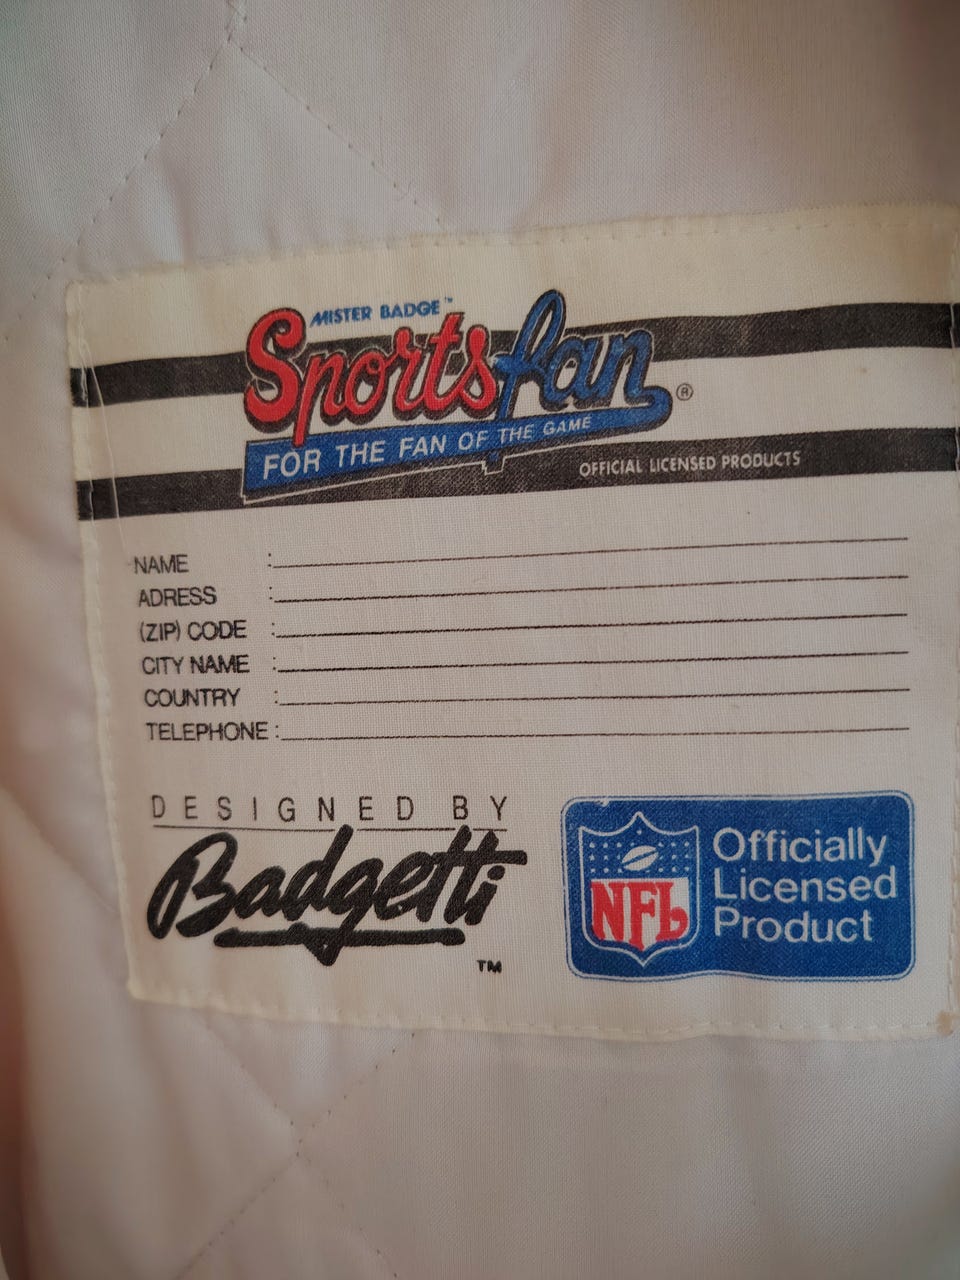 MISTER BADGE™
Sportsfan®
FOR THE FAN OF THE GAME
OFFICIAL LICENSED PRODUCTS
NAME :
ADRESS :
(ZIP) CODE :
CITY NAME :
COUNTRY :
TELEPHONE :
DESIGNED BY
Badgetti
TM
NFL
Officially
Licensed
Product